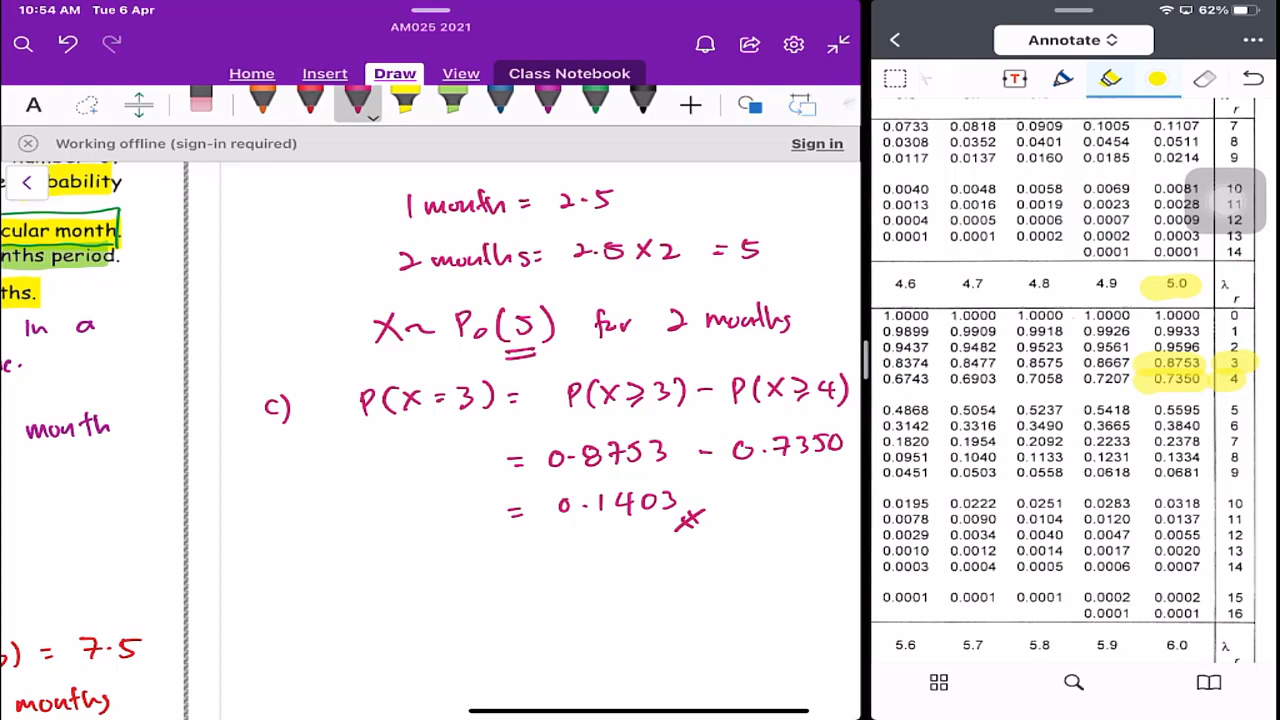 10:54 AM Tue 6 Apr
AM025 2021
Home Insert Draw View Class Notebook
A
Working offline (sign-in required) Sign in
bability
cular month.
nths period.
ths.
In a
month
) = 7.5
months
1 month = 2.5
2 months = 2.5 × 2 = 5
X ~ Po(5) for 2 months
c) P(X = 3) = P(X ⩾ 3) - P(X ⩾ 4)
= 0.8753 - 0.7350
= 0.1403
62%
Annotate
T
0.0733 0.0818 0.0909 0.1005 0.1107 7
0.0308 0.0352 0.0401 0.0454 0.0511 8
0.0117 0.0137 0.0160 0.0185 0.0214 9
0.0040 0.0048 0.0058 0.0069 0.0081 10
0.0013 0.0016 0.0019 0.0023 0.0028 11
0.0004 0.0005 0.0006 0.0007 0.0009 12
0.0001 0.0001 0.0002 0.0002 0.0003 13
0.0001 0.0001 14
4.6 4.7 4.8 4.9 5.0 λ
r
1.0000 1.0000 1.0000 1.0000 1.0000 0
0.9899 0.9909 0.9918 0.9926 0.9933 1
0.9437 0.9482 0.9523 0.9561 0.9596 2
0.8374 0.8477 0.8575 0.8667 0.8753 3
0.6743 0.6903 0.7058 0.7207 0.7350 4
0.4868 0.5054 0.5237 0.5418 0.5595 5
0.3142 0.3316 0.3490 0.3665 0.3840 6
0.1820 0.1954 0.2092 0.2233 0.2378 7
0.0951 0.1040 0.1133 0.1231 0.1334 8
0.0451 0.0503 0.0558 0.0618 0.0681 9
0.0195 0.0222 0.0251 0.0283 0.0318 10
0.0078 0.0090 0.0104 0.0120 0.0137 11
0.0029 0.0034 0.0040 0.0047 0.0055 12
0.0010 0.0012 0.0014 0.0017 0.0020 13
0.0003 0.0004 0.0005 0.0006 0.0007 14
0.0001 0.0001 0.0001 0.0002 0.0002 15
0.0001 0.0001 16
5.6 5.7 5.8 5.9 6.0 λ
r